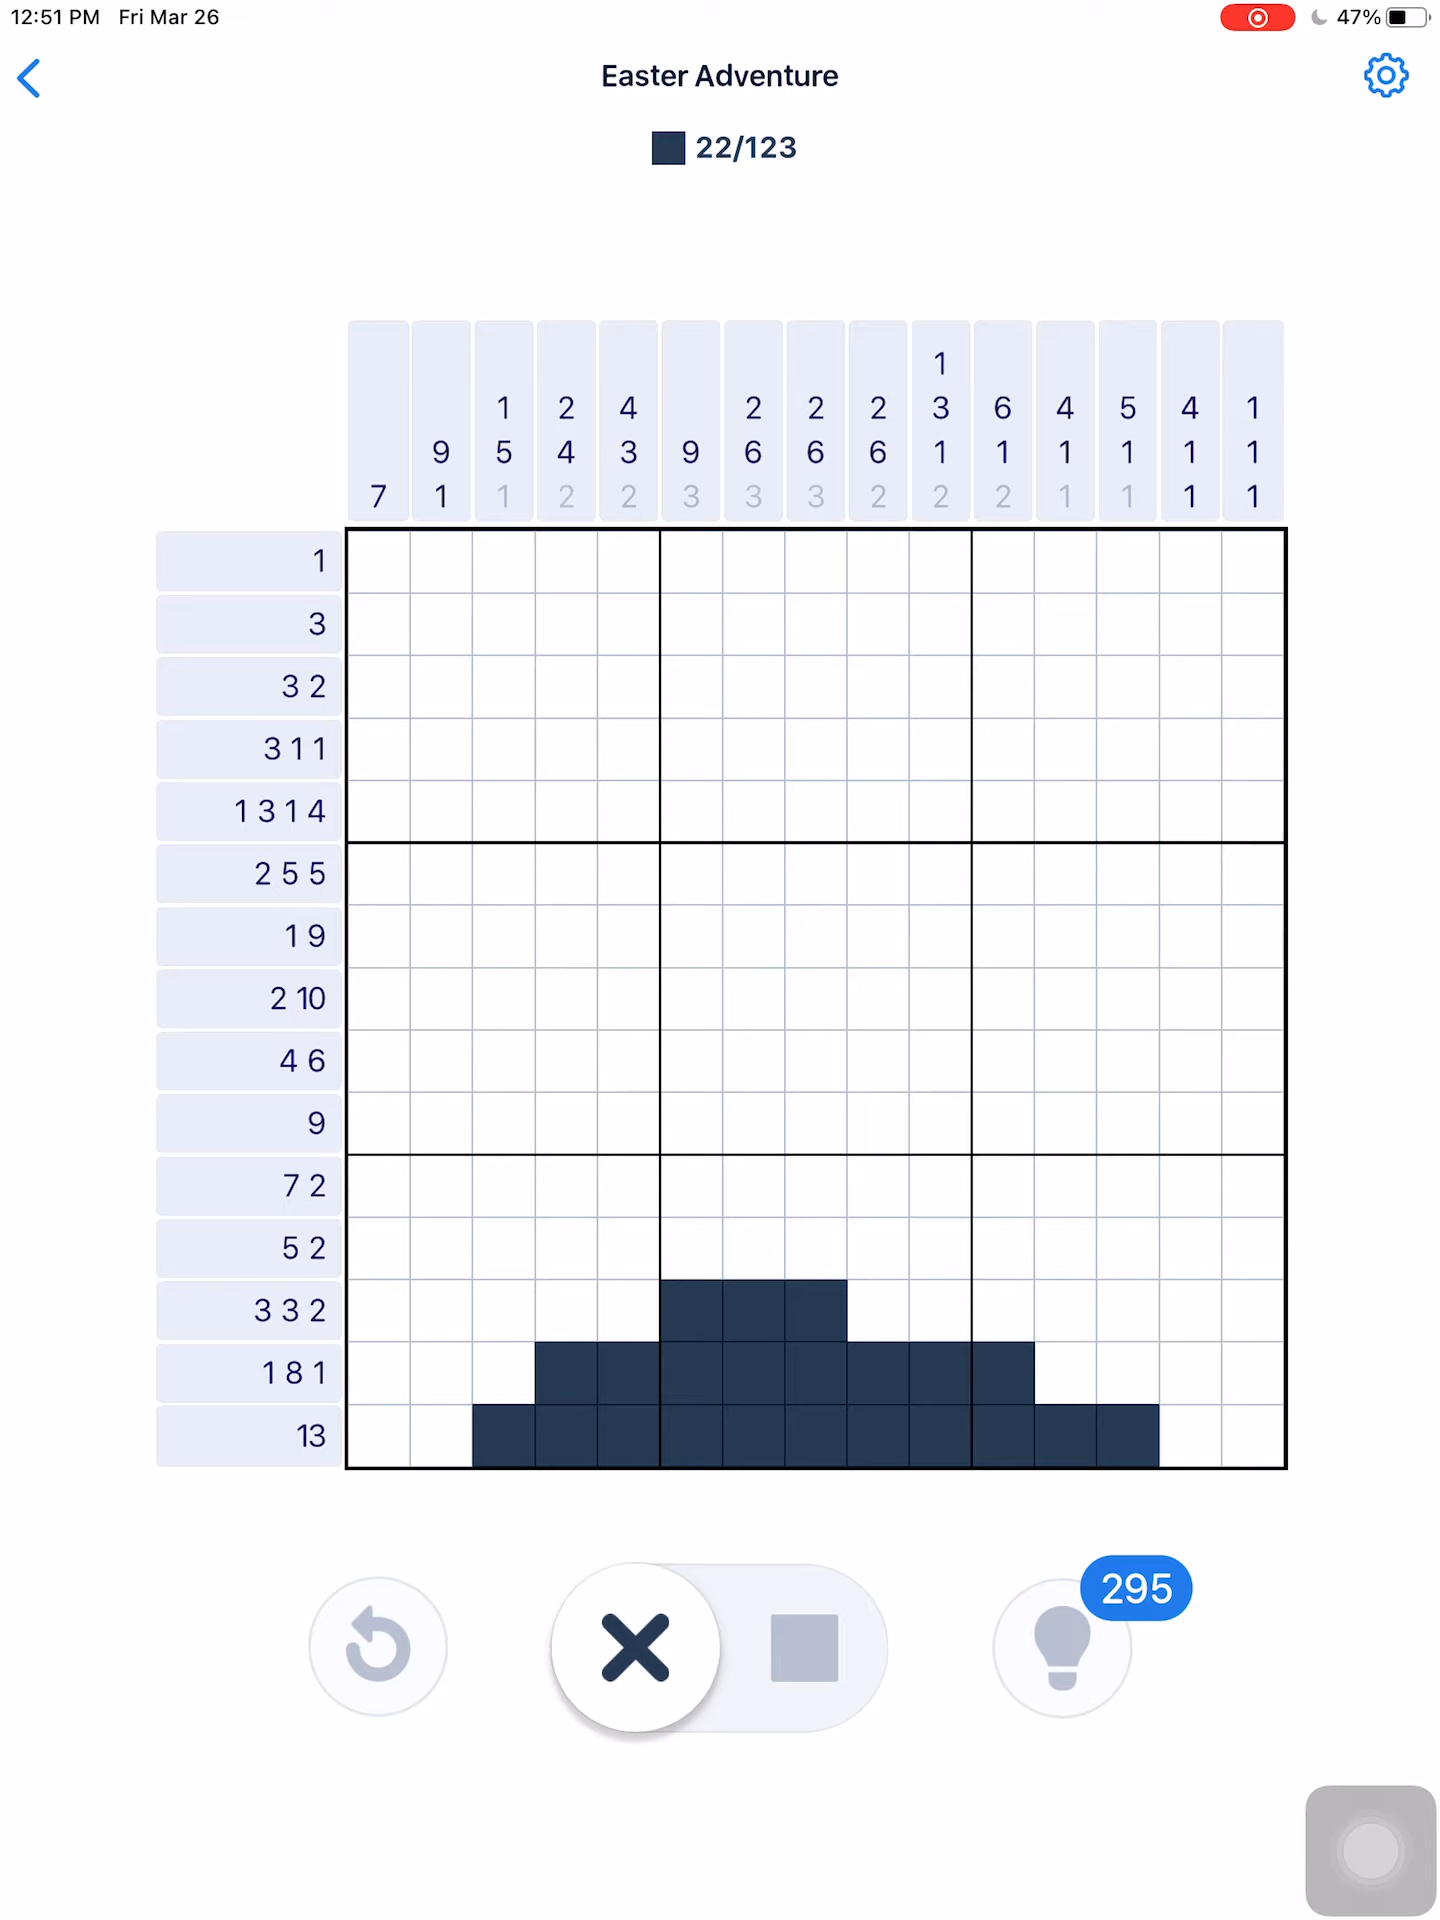 12:51 PM Fri Mar 26 47%
Easter Adventure
22/123
1
1 2 4 2 2 2 3 6 4 5 4 1
9 5 4 3 9 6 6 6 1 1 1 1 1 1
7 1 1 2 2 3 3 3 2 2 2 1 1 1 1
1
3
3 2
3 1 1
1 3 1 4
2 5 5
1 9
2 10
4 6
9
7 2
5 2
3 3 2
1 8 1
13
295